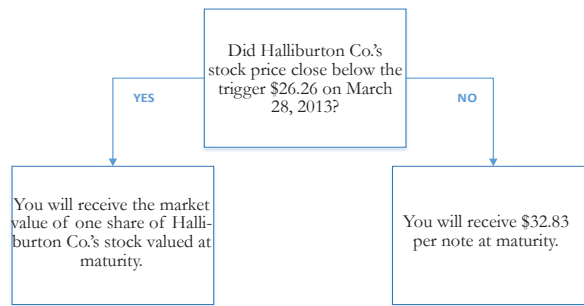 Did Halliburton Co.'s
stock price close below the
trigger $26.26 on March
28, 2013?
YES
NO
You will receive the market
value of one share of Halli-
burton Co.'s stock valued at
maturity.
You will receive $32.83
per note at maturity.